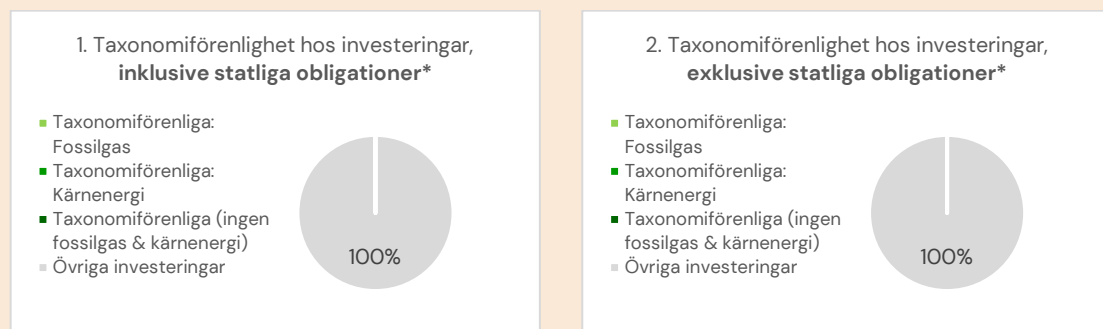 1. Taxonomiförenlighet hos investeringar,
inklusive statliga obligationer*
Taxonomiförenliga:
Fossilgas
Taxonomiförenliga:
Kärnenergi
Taxonomiförenliga (ingen
fossilgas & kärnenergi)
Övriga investeringar
100%
2. Taxonomiförenlighet hos investeringar,
exklusive statliga obligationer*
Taxonomiförenliga:
Fossilgas
Taxonomiförenliga:
Kärnenergi
Taxonomiförenliga (ingen
fossilgas & kärnenergi)
Övriga investeringar
100%